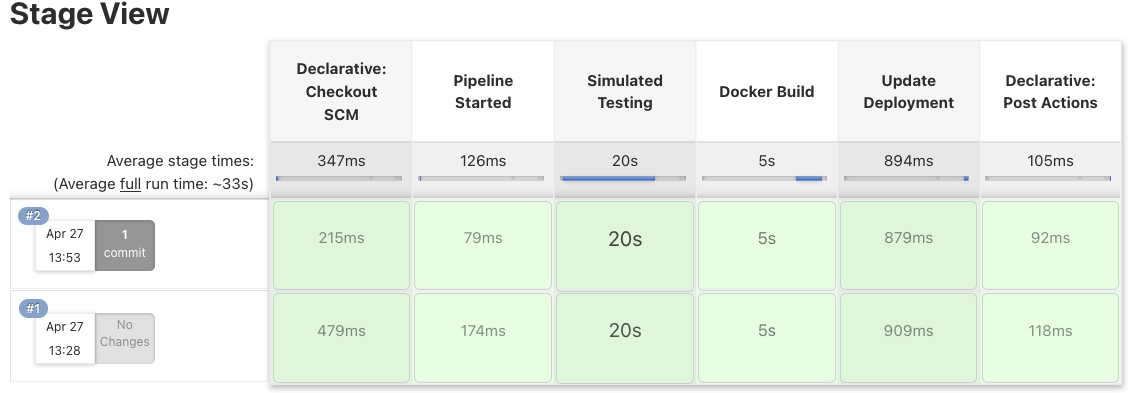 Stage View
Declarative:
Checkout
SCM
Pipeline
Started
Simulated
Testing
Docker Build
Update
Deployment
Declarative:
Post Actions
Average stage times:
(Average full run time: ~33s)
347ms
126ms
20s
5s
894ms
105ms
#2
Apr 27
13:53
1
commit
215ms
79ms
20s
5s
879ms
92ms
#1
Apr 27
13:28
No
Changes
479ms
174ms
20s
5s
909ms
118ms